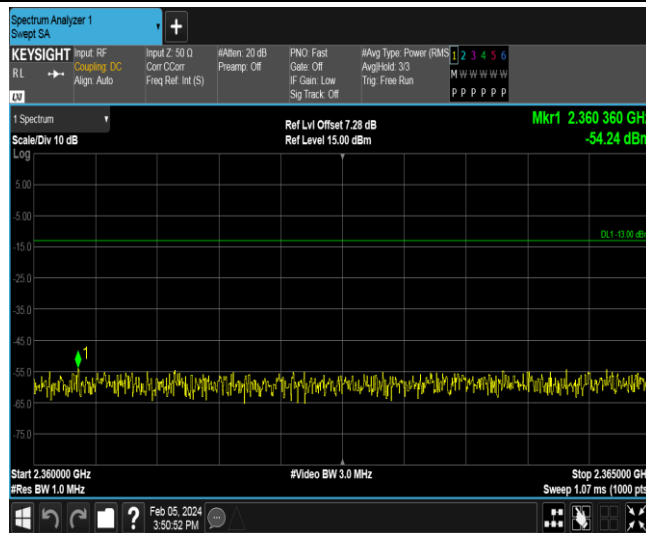 Spectrum Analyzer 1
Swept SA
+
KEYSIGHT
RL
LXI
Input: RF
Coupling: DC
Align: Auto
Input Z: 50 Ω
Corr CCorr
Freq Ref: Int (S)
#Atten: 20 dB
Preamp: Off
PNO: Fast
Gate: Off
IF Gain: Low
Sig Track: Off
#Avg Type: Power (RMS
Avg|Hold: 3/3
Trig: Free Run
1 2 3 4 5 6
M W W W W W
P P P P P P
1 Spectrum
Scale/Div 10 dB
Log
Ref Lvl Offset 7.28 dB
Ref Level 15.00 dBm
Mkr1 2.360 360 GHz
-54.24 dBm
5.00
-5.00
DL1 -13.00 dBm
-15.0
-25.0
-35.0
-45.0
1
-55.0
-65.0
-75.0
Start 2.360000 GHz
#Video BW 3.0 MHz
Stop 2.365000 GHz
#Res BW 1.0 MHz
Sweep 1.07 ms (1000 pts)
?
Feb 05, 2024
3:50:52 PM